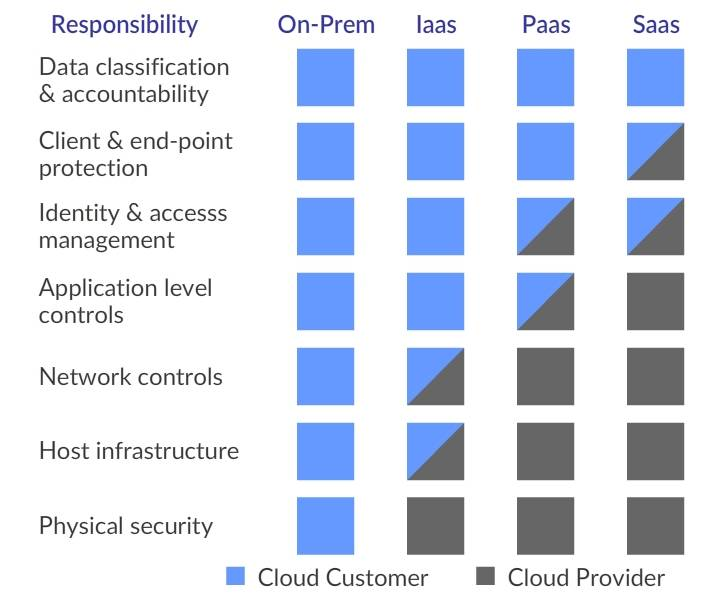 Responsibility On-Prem Iaas Paas Saas
Data classification
& accountability
Client & end-point
protection
Identity & accesss
management
Application level
controls
Network controls
Host infrastructure
Physical security
Cloud Customer Cloud Provider